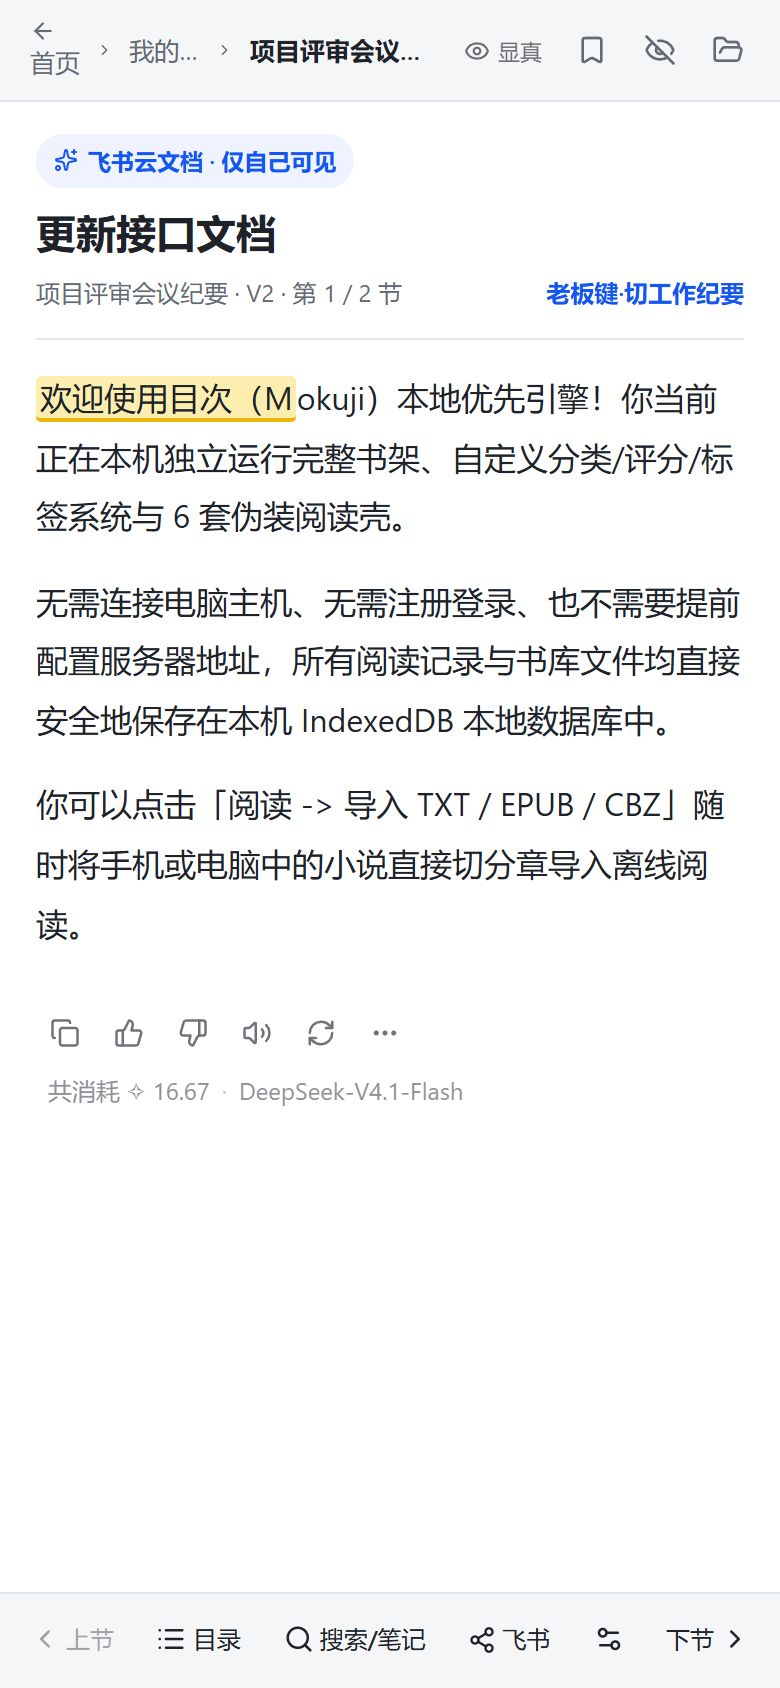 首页
我的...
项目评审会议...
显真
飞书云文档 · 仅自己可见
更新接口文档
项目评审会议纪要 · V2 · 第 1 / 2 节
老板键·切工作纪要
欢迎使用目次（Mokuji）本地优先引擎！你当前
正在本机独立运行完整书架、自定义分类/评分/标
签系统与 6 套伪装阅读壳。
无需连接电脑主机、无需注册登录、也不需要提前
配置服务器地址，所有阅读记录与书库文件均直接
安全地保存在本机 IndexedDB 本地数据库中。
你可以点击「阅读 -> 导入 TXT / EPUB / CBZ」随
时将手机或电脑中的小说直接切分章导入离线阅
读。
共消耗 ✧ 16.67 · DeepSeek-V4.1-Flash
上节
目录
搜索/笔记
飞书
下节